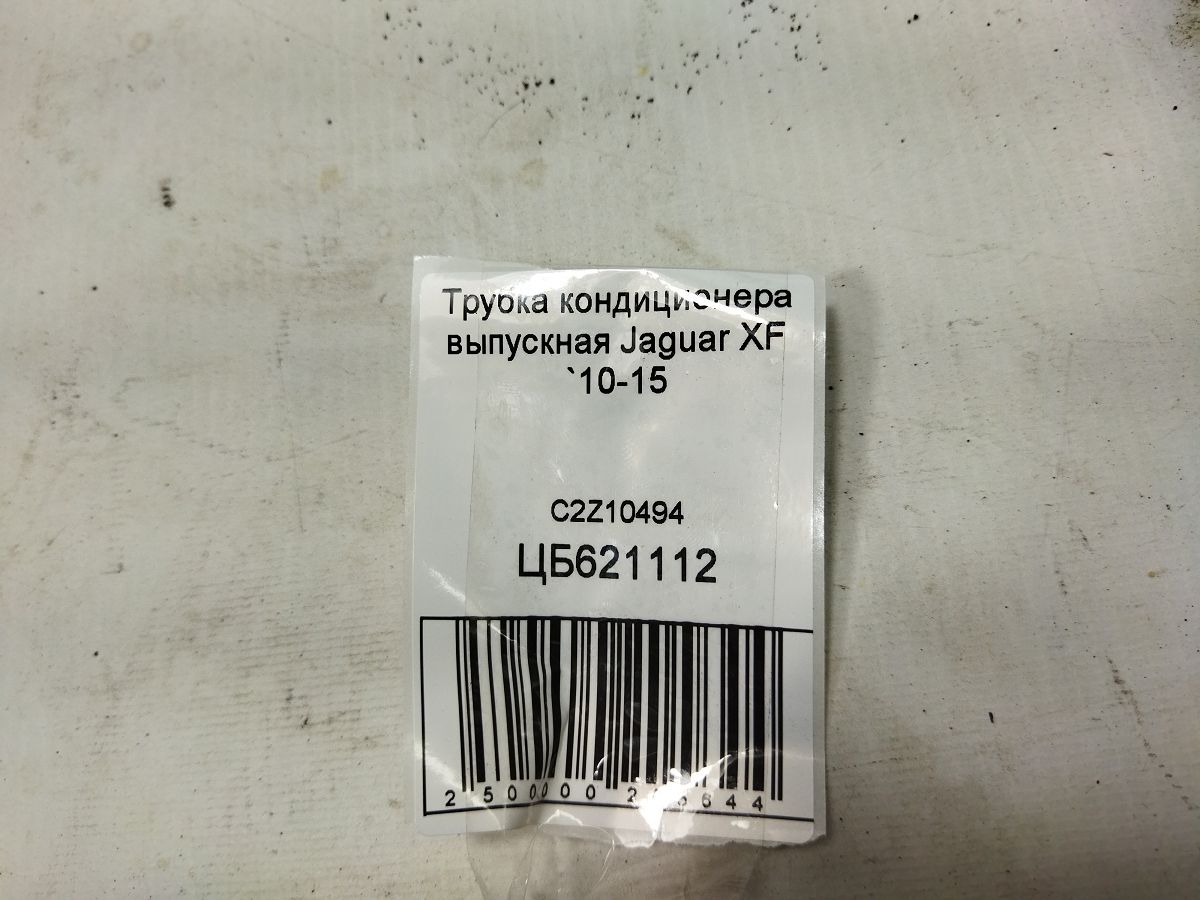 Трубка кондиционера
выпускная Jaguar XF
`10-15
C2Z10494
ЦБ621112